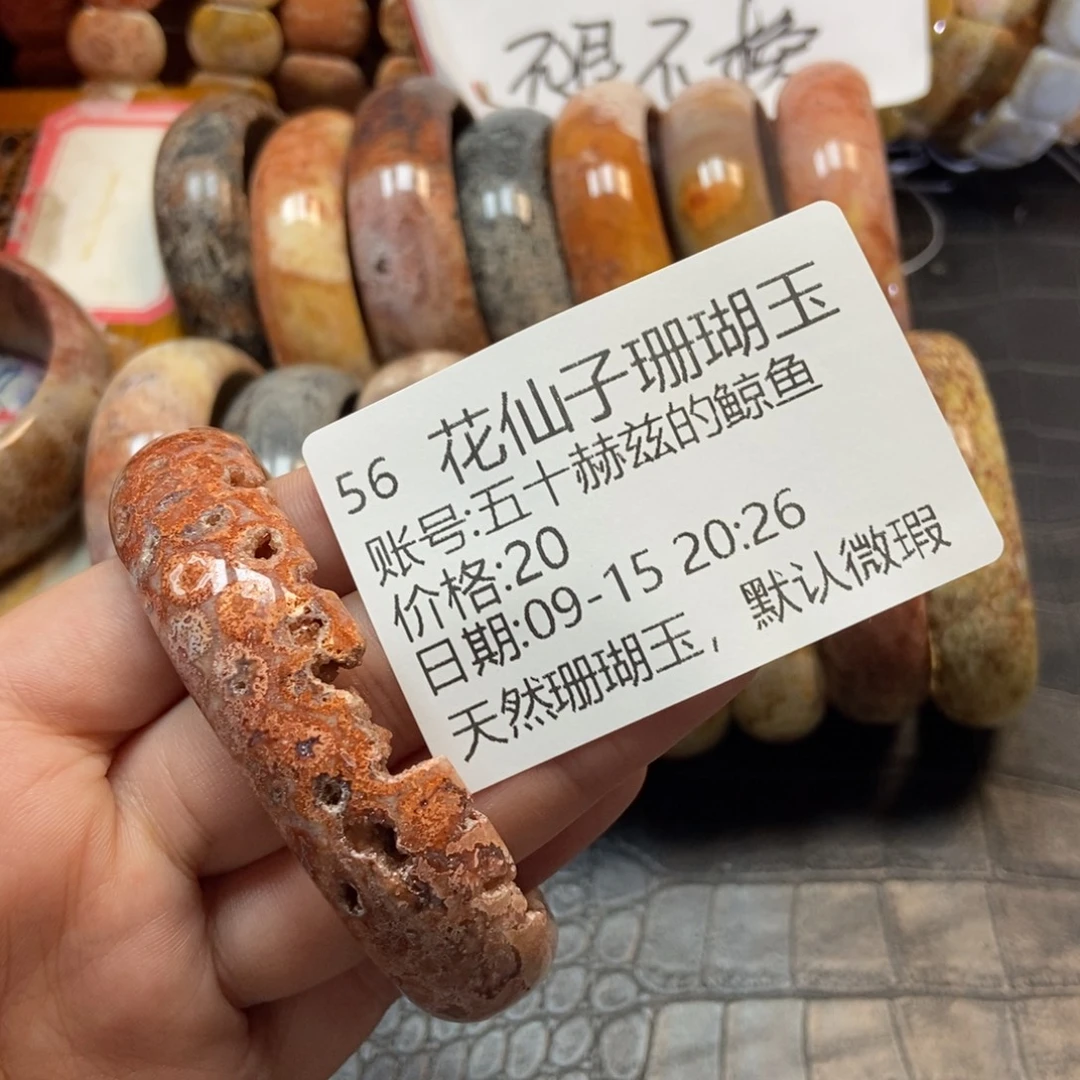 56 花仙子珊瑚玉
账号:五十赫兹的鲸鱼
价格:20
日期:09-15 20:26
天然珊瑚玉，默认微瑕